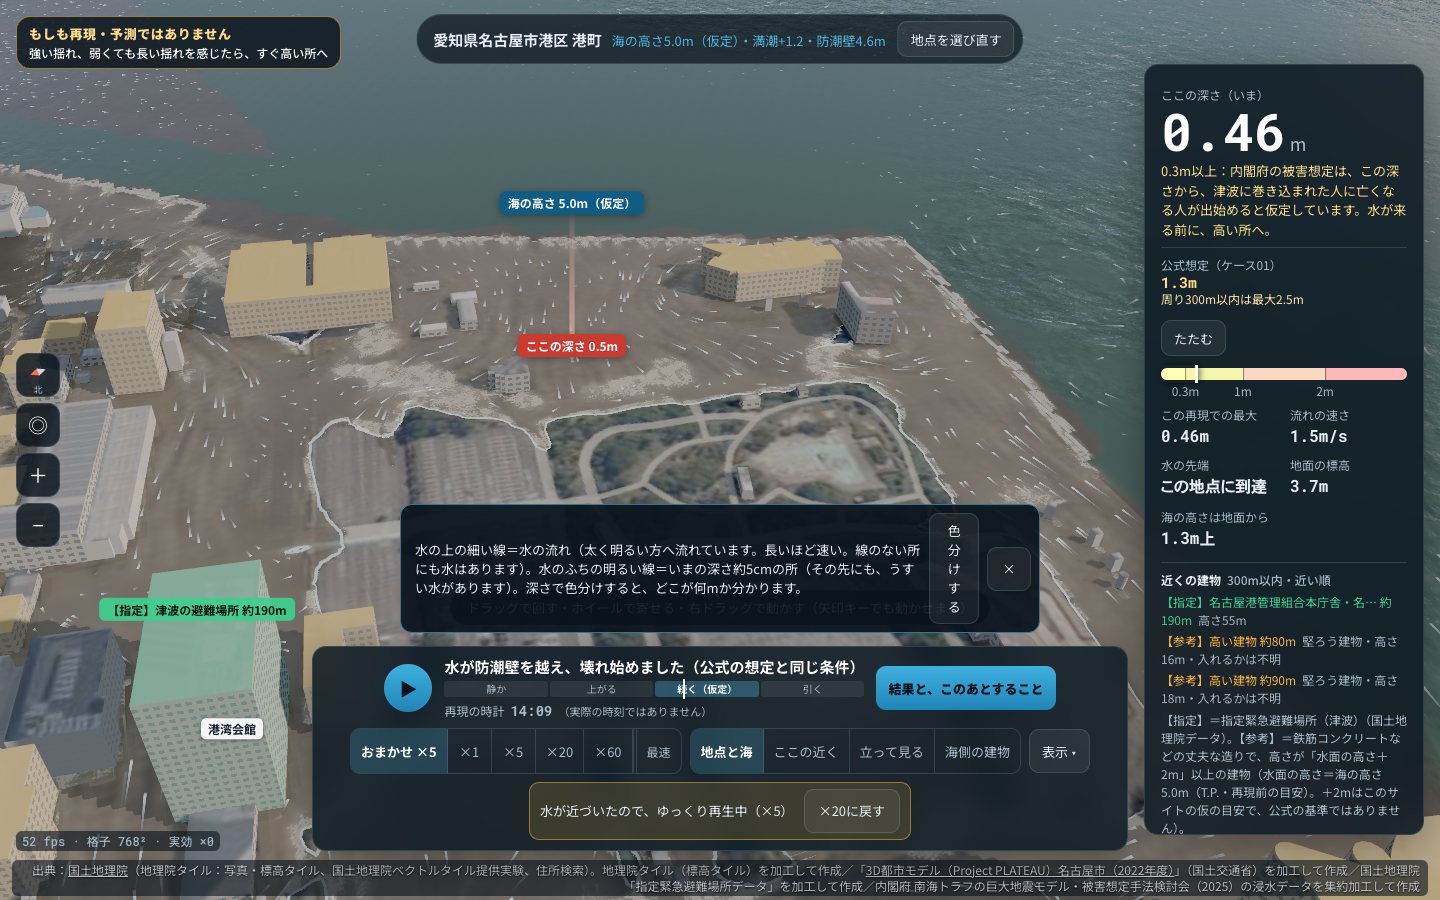 もしも再現・予測ではありません
強い揺れ、弱くても長い揺れを感じたら、すぐ高い所へ
愛知県名古屋市港区 港町 海の高さ5.0m（仮定）・満潮+1.2・防潮壁4.6m 地点を選び直す
ここの深さ（いま）
0.46 m
0.3m以上：内閣府の被害想定は、この深
さから、津波に巻き込まれた人に亡くな
る人が出始めると仮定しています。水が来
る前に、高い所へ。
公式想定（ケース01）
1.3m
周り300m以内は最大2.5m
たたむ
0.3m 1m 2m
この再現での最大 流れの速さ
0.46m 1.5m/s
水の先端 地面の標高
この地点に到達 3.7m
海の高さは地面から
1.3m上
近くの建物 300m以内・近い順
【指定】名古屋港管理組合本庁舎・名… 約
190m 高さ55m
【参考】高い建物 約80m 堅ろう建物・高さ
16m・入れるかは不明
【参考】高い建物 約90m 堅ろう建物・高さ
18m・入れるかは不明
【指定】＝指定緊急避難場所（津波）（国土地
理院データ）。【参考】＝鉄筋コンクリートな
どの丈夫な造りで、高さが「水面の高さ＋
2m」以上の建物（水面の高さ＝海の高さ
5.0m（T.P.・再現前の目安）。＋2mはこのサ
イトの仮の目安で、公式の基準ではありませ
ん）。
海の高さ 5.0m（仮定）
ここの深さ 0.5m
北
◎
＋
−
【指定】津波の避難場所 約190m
港湾会館
水の上の細い線＝水の流れ（太く明るい方へ流れています。長いほど速い。線のない所
にも水はあります）。水のふちの明るい線＝いまの深さ約5cmの所（その先にも、うす
い水があります）。深さで色分けすると、どこが何mか分かります。
色分けする
×
ドラッグで回す・ホイールで寄せる・右ドラッグで動かす（矢印キーでも動かせま
水が防潮壁を越え、壊れ始めました（公式の想定と同じ条件）
静か 上がる 続く（仮定） 引く
再現の時計 14:09 （実際の時刻ではありません）
結果と、このあとすること
おまかせ ×5 ×1 ×5 ×20 ×60 最速 地点と海 ここの近く 立って見る 海側の建物 表示 ▾
水が近づいたので、ゆっくり再生中（×5） ×20に戻す
52 fps · 格子 768² · 実効 ×0
出典：国土地理院（地理院タイル：写真・標高タイル、国土地理院ベクトルタイル提供実験、住所検索）。地理院タイル（標高タイル）を加工して作成／「3D都市モデル（Project PLATEAU）名古屋市（2022年度）」（国土交通省）を加工して作成／国土地理院
「指定緊急避難場所データ」を加工して作成／内閣府 南海トラフの巨大地震モデル・被害想定手法検討会（2025）の浸水データを集約加工して作成